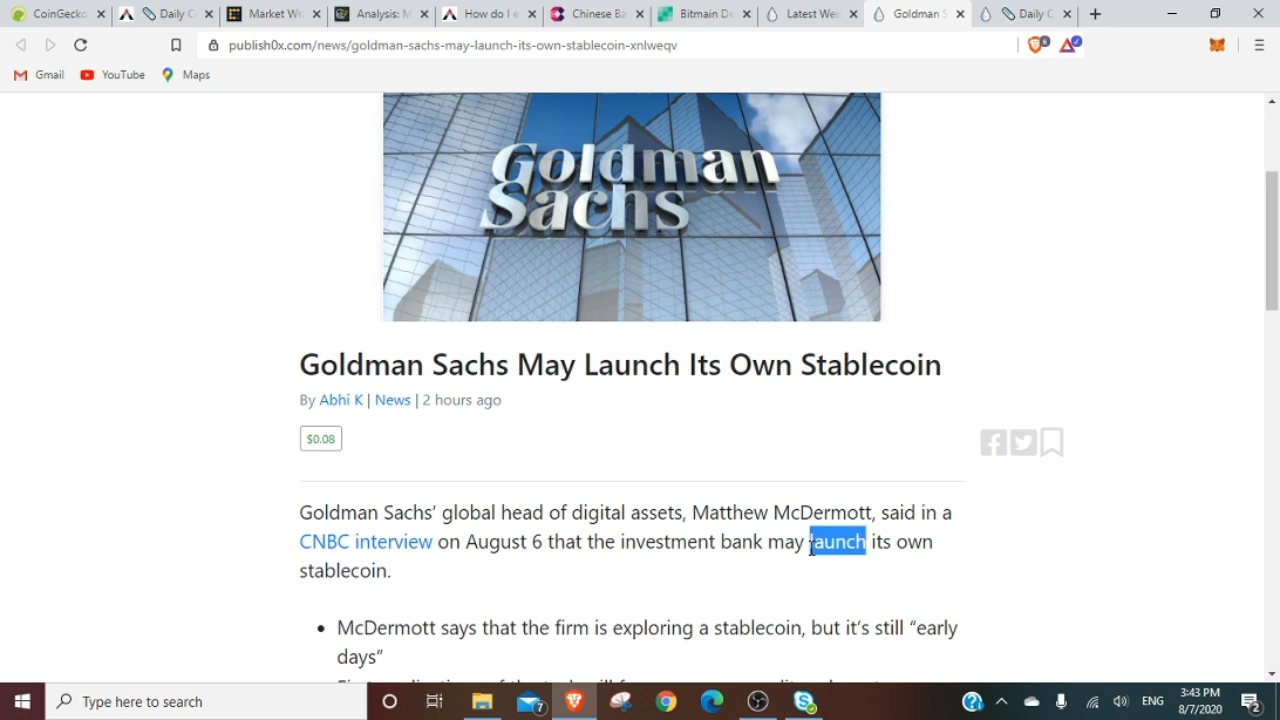 CoinGecko
Daily C
Market Wr
Analysis: M
How do I e
Chinese Ba
Bitmain De
Latest Wei
Goldman S
Daily C
publish0x.com/news/goldman-sachs-may-launch-its-own-stablecoin-xnlweqv
6
Gmail
YouTube
Maps
Goldman
Sachs
Goldman Sachs May Launch Its Own Stablecoin
By Abhi K | News | 2 hours ago
$0.08
Goldman Sachs’ global head of digital assets, Matthew McDermott, said in a
CNBC interview on August 6 that the investment bank may launch its own
stablecoin.
• McDermott says that the firm is exploring a stablecoin, but it’s still “early
days”
Type here to search
7
ENG
3:43 PM
8/7/2020
2